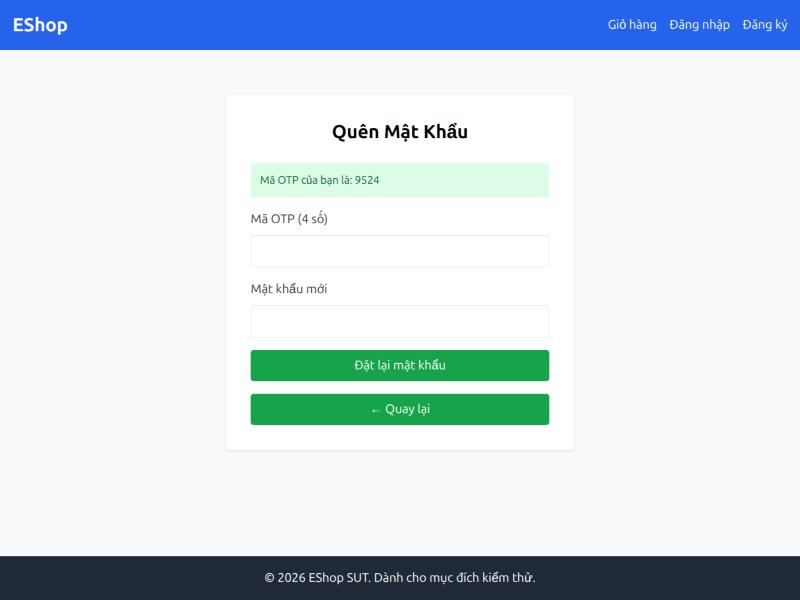 EShop
Giỏ hàng Đăng nhập Đăng ký
Quên Mật Khẩu
Mã OTP của bạn là: 9524
Mã OTP (4 số)
Mật khẩu mới
Đặt lại mật khẩu
← Quay lại
© 2026 EShop SUT. Dành cho mục đích kiểm thử.